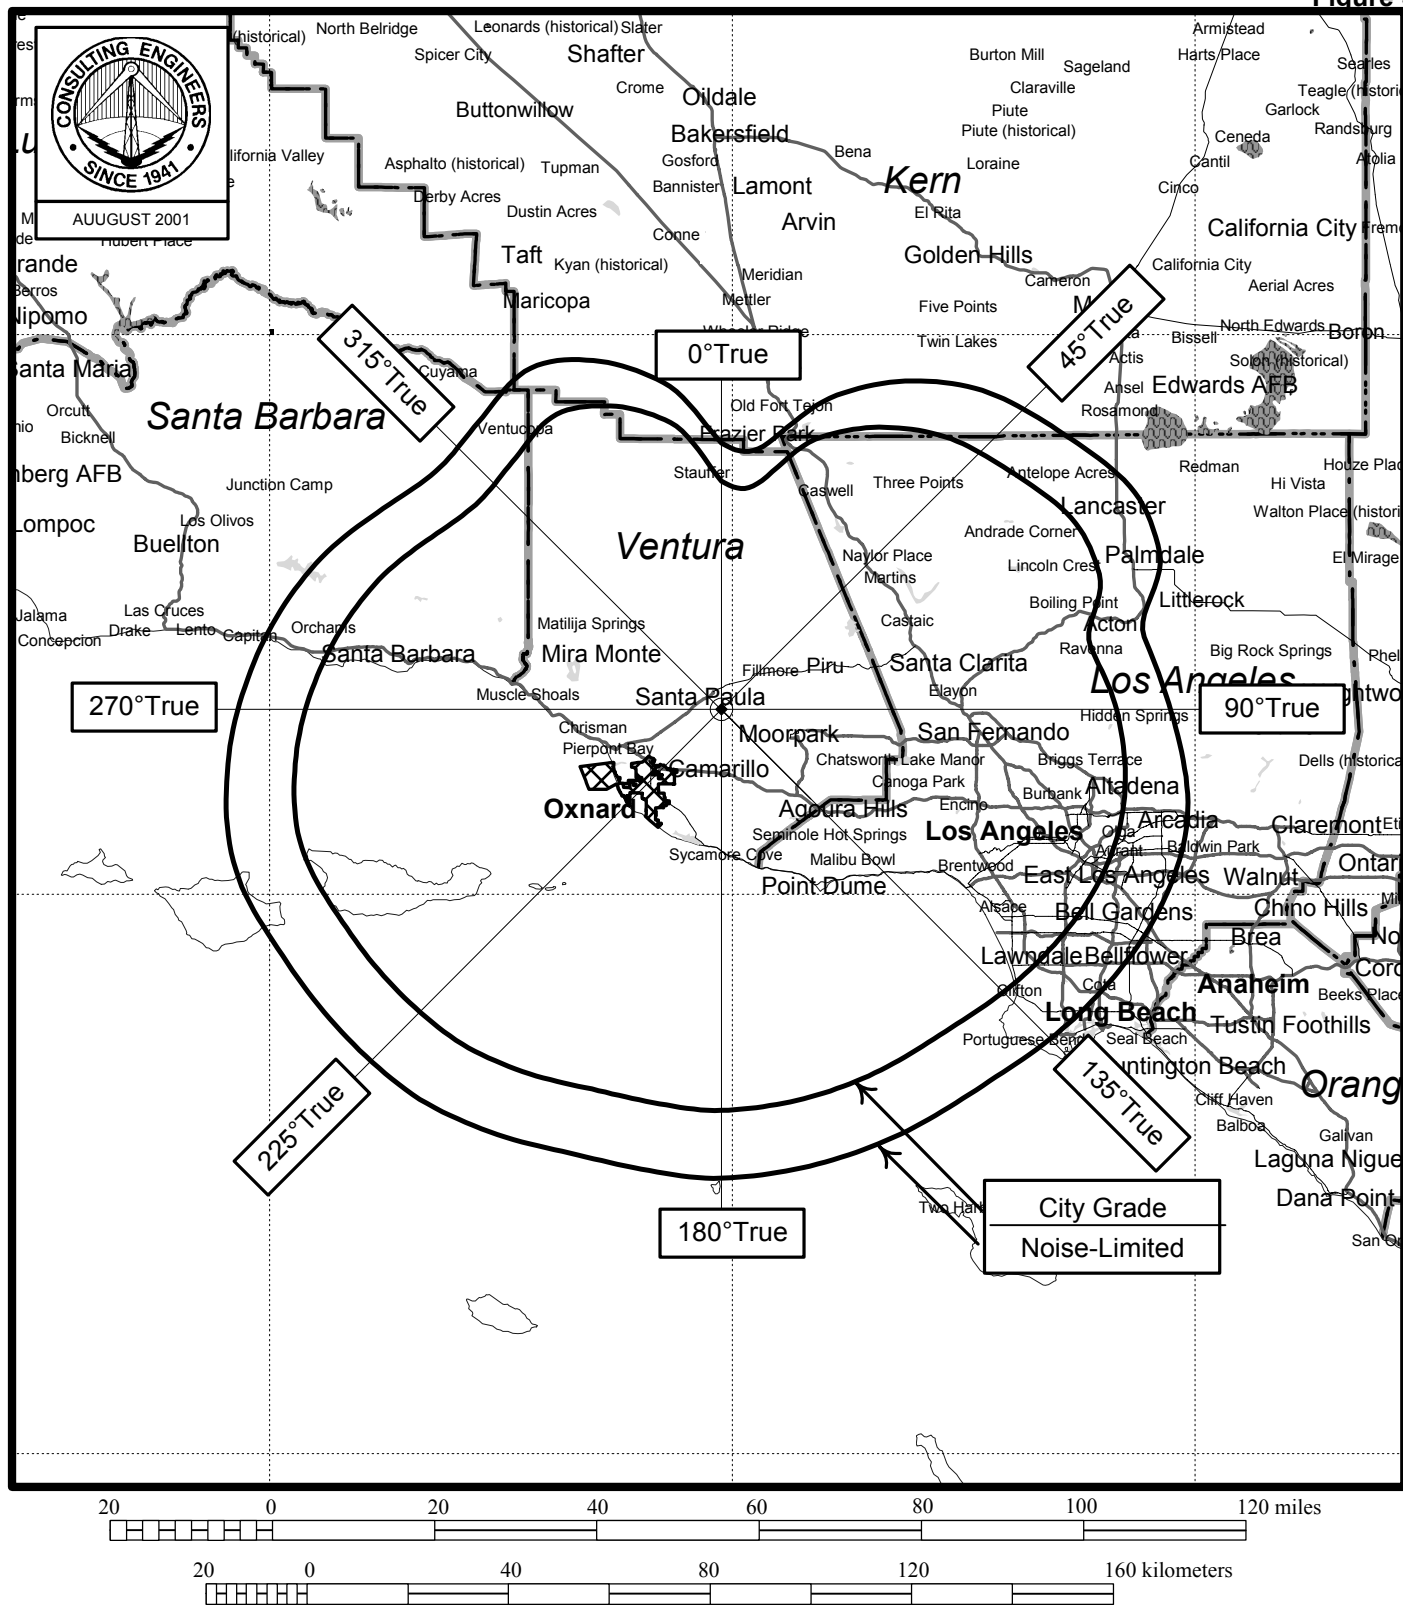 Figure
(historical)
North Belridge
Leonards (historical)
Slater
Armistead
Spicer City
Shafter
Burton Mill
Sageland
Harts Place
Searles
CONSULTING ENGINEERS
SINCE 1941
AUUGUST 2001
Crome
Oildale
Claraville
Buttonwillow
Piute
Garlock
Bakersfield
Piute (historical)
Ceneda
Randsburg
lifornia Valley
Asphalto (historical)
Tupman
Gosford
Bena
Loraine
Cantil
Atolia
Derby Acres
Bannister
Lamont
Kern
Cinco
Dustin Acres
Arvin
El Rita
Hubert Place
Conne
California City
Taft
Kyan (historical)
Golden Hills
rande
Meridian
Cameron
California City
Berros
Maricopa
Mettler
Five Points
Aerial Acres
Nipomo
Wheeler Ridge
Twin Lakes
North Edwards
Boron
Bissell
315°True
0°True
45°True
Santa Maria
Cuyama
Actis
Solon (historical)
Ansel
Edwards AFB
Orcutt
Santa Barbara
Old Fort Tejon
Rosamond
Bicknell
Ventucopa
Frazier Park
nberg AFB
Stauffer
Antelope Acres
Redman
Junction Camp
Caswell
Three Points
Hi Vista
Lompoc
Los Olivos
Lancaster
Buellton
Ventura
Andrade Corner
Naylor Place
Palmdale
El Mirage
Martins
Lincoln Crest
Jalama
Las Cruces
Boiling Point
Littlerock
Concepcion
Drake
Lento
Capitan
Orchards
Matilija Springs
Castaic
Acton
Santa Barbara
Mira Monte
Ravenna
Big Rock Springs
Fillmore
Piru
Santa Clarita
Los Angeles
Muscle Shoals
Santa Paula
Elayon
270°True
90°True
Chrisman
Moorpark
San Fernando
Hidden Springs
Pierpont Bay
Chatsworth Lake Manor
Briggs Terrace
Camarillo
Canoga Park
Altadena
Oxnard
Agoura Hills
Encino
Burbank
Arcadia
Claremont
Seminole Hot Springs
Los Angeles
Olga
Baldwin Park
Sycamore Cove
Malibu Bowl
Brentwood
Point Dume
East Los Angeles
Walnut
Alsace
Bell Gardens
Chino Hills
Brea
Lawndale
Bellflower
Clifton
Cota
Anaheim
Beeks Place
Long Beach
Tustin Foothills
Portuguese Bend
Seal Beach
untington Beach
225°True
135°True
Cliff Haven
Orang
Balboa
Galivan
Laguna Nigue
Two Har
City Grade
Noise-Limited
Dana Point
180°True
20 0 20 40 60 80 100 120 miles
20 0 40 80 120 160 kilometers